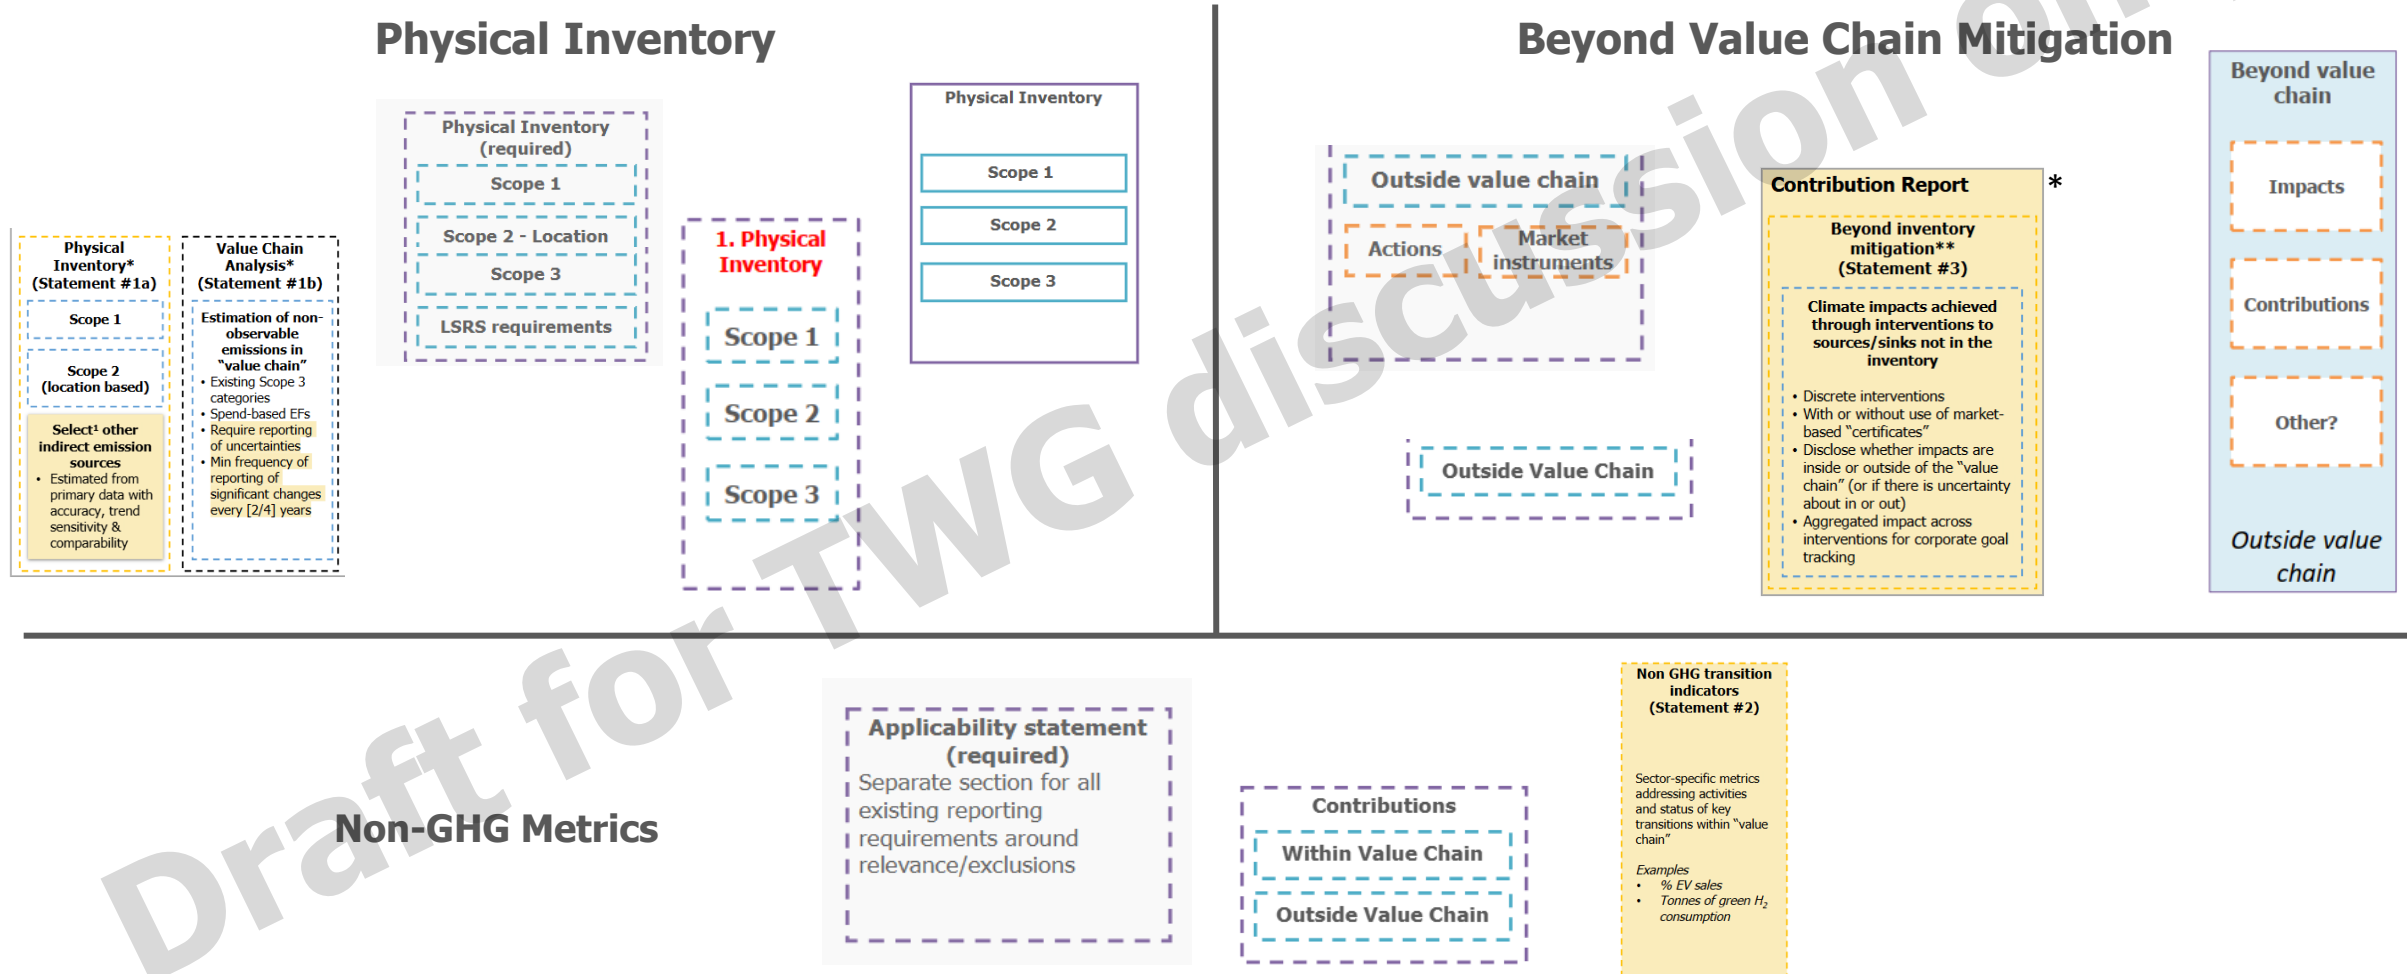 Physical Inventory
Physical
Inventory*
(Statement #1a)
Scope 1
Scope 2
(location based)
Select¹ other
indirect emission
sources
• Estimated from
primary data with
accuracy, trend
sensitivity &
comparability
Value Chain
Analysis*
(Statement #1b)
Estimation of non-
observable
emissions in
“value chain”
• Existing Scope 3
categories
• Spend-based EFs
• Require reporting
of uncertainties
• Min frequency of
reporting of
significant changes
every [2/4] years
Physical Inventory
(required)
Scope 1
Scope 2 - Location
Scope 3
LSRS requirements
1. Physical
Inventory
Scope 1
Scope 2
Scope 3
Physical Inventory
Scope 1
Scope 2
Scope 3
Beyond Value Chain Mitigation
Outside value chain
Actions
Market
instruments
Outside Value Chain
Contribution Report *
Beyond inventory
mitigation**
(Statement #3)
Climate impacts achieved
through interventions to
sources/sinks not in the
inventory
• Discrete interventions
• With or without use of market-
based “certificates”
• Disclose whether impacts are
inside or outside of the “value
chain” (or if there is uncertainty
about in or out)
• Aggregated impact across
interventions for corporate goal
tracking
Beyond value
chain
Impacts
Contributions
Other?
Outside value
chain
Non-GHG Metrics
Applicability statement
(required)
Separate section for all
existing reporting
requirements around
relevance/exclusions
Contributions
Within Value Chain
Outside Value Chain
Non GHG transition
indicators
(Statement #2)
Sector-specific metrics
addressing activities
and status of key
transitions within “value
chain”
Examples
• % EV sales
• Tonnes of green H₂
consumption
Draft for TWG discussion